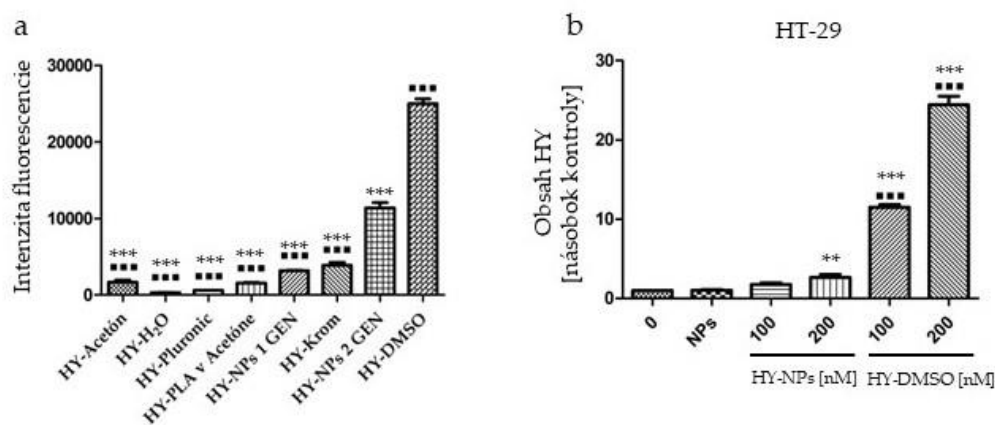 a
Intenzita fluorescencie
30000
20000
10000
0
***
***
***
***
***
***
***
HY-Acetón
HY-H₂O
HY-Pluronic
HY-PLA v Acetóne
HY-NPs 1 GEN
HY-Krom
HY-NPs 2 GEN
HY-DMSO
b
HT-29
Obsah HY
[násobok kontroly]
30
20
10
0
**
***
***
0
NPs
100
200
100
200
HY-NPs [nM]
HY-DMSO [nM]